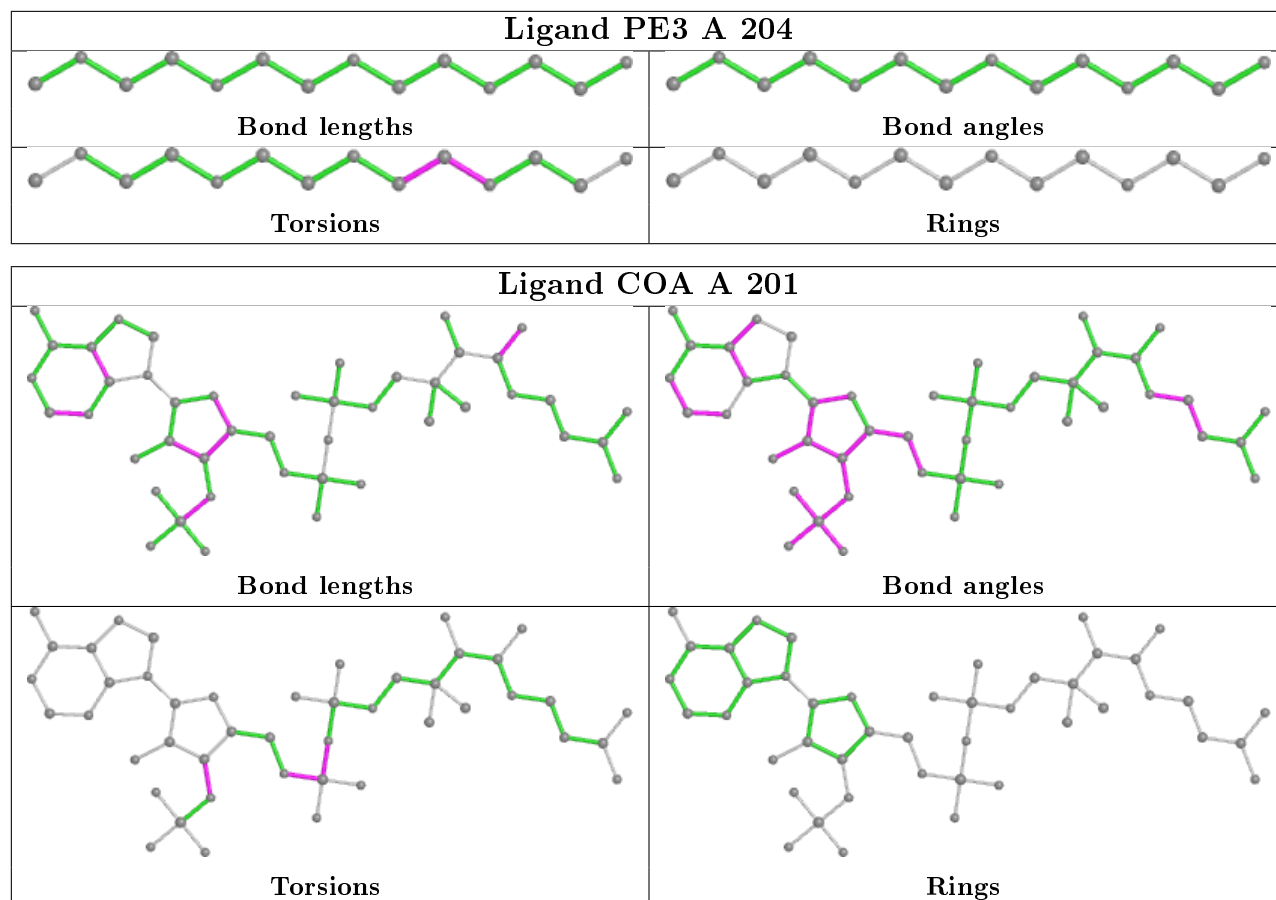 Ligand PE3 A 204
Bond lengths
Bond angles
Torsions
Rings
Ligand COA A 201
Bond lengths
Bond angles
Torsions
Rings